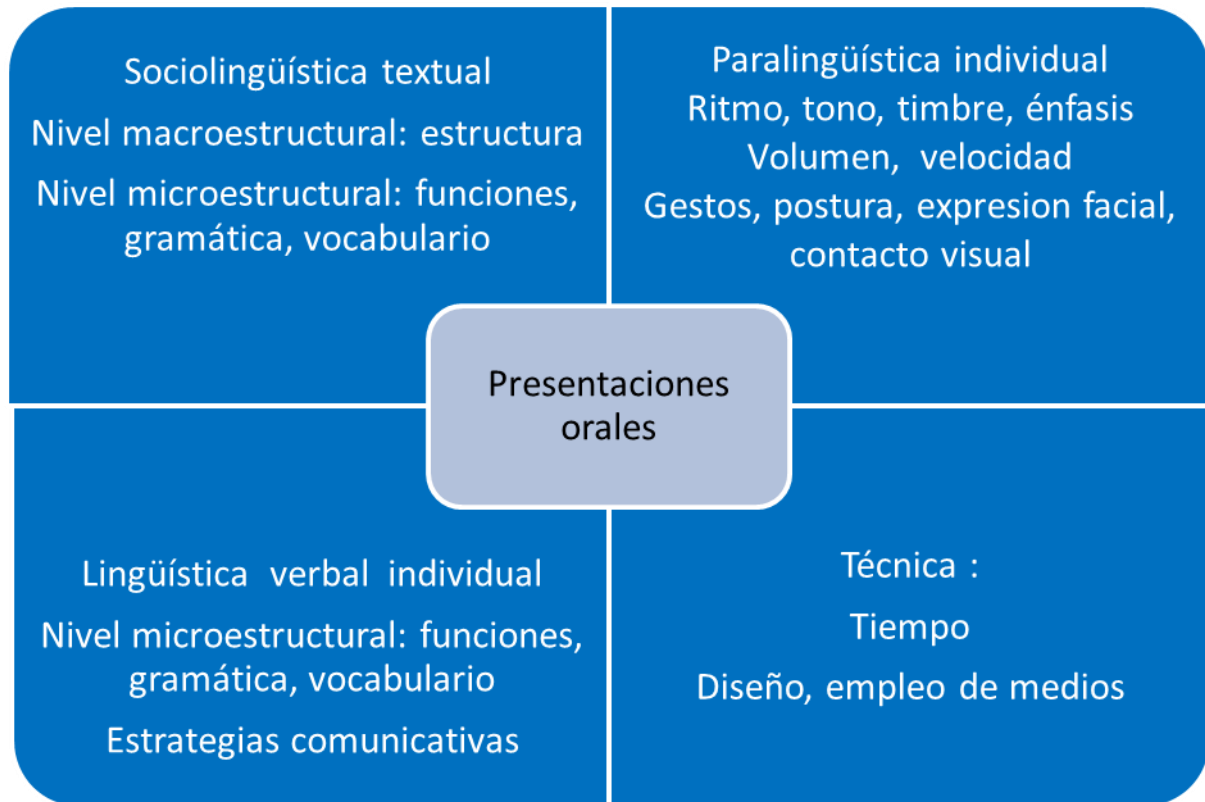 Sociolingüística textual
Nivel macroestructural: estructura
Nivel microestructural: funciones,
gramática, vocabulario
Paralingüística individual
Ritmo, tono, timbre, énfasis
Volumen, velocidad
Gestos, postura, expresion facial,
contacto visual
Presentaciones
orales
Lingüística verbal individual
Nivel microestructural: funciones,
gramática, vocabulario
Estrategias comunicativas
Técnica :
Tiempo
Diseño, empleo de medios